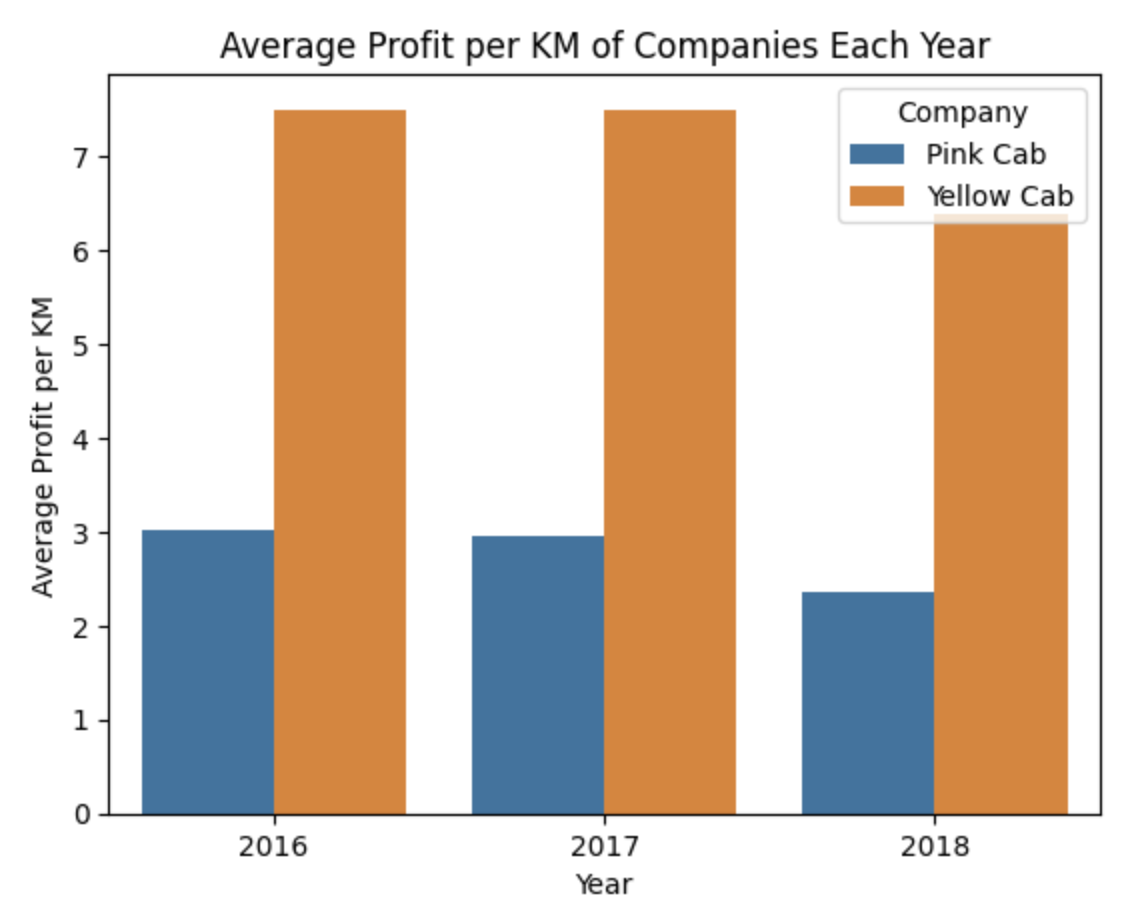 Average Profit per KM of Companies Each Year
Company
Pink Cab
Yellow Cab
7
6
5
4
3
2
1
0
Average Profit per KM
2016
2017
2018
Year